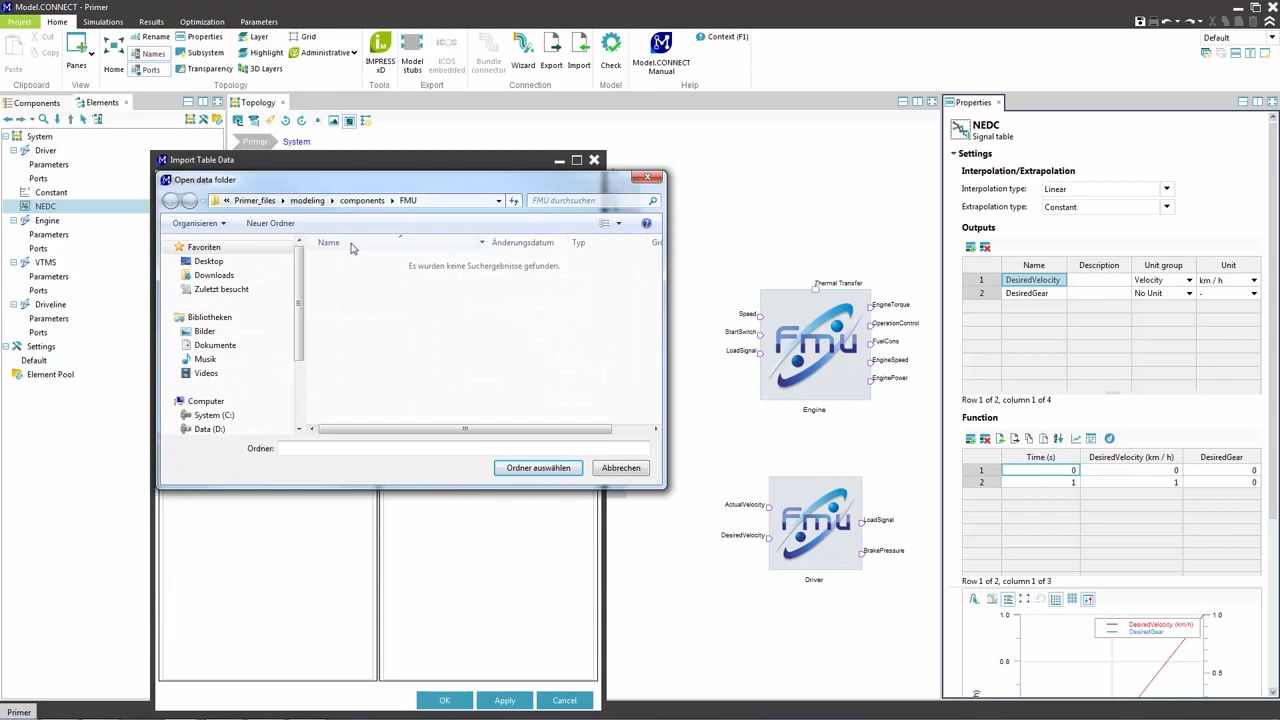 Model.CONNECT - Primer
Project Home Simulations Results Optimization Parameters
Cut Rename Layer Grid
Paste Copy Panes Home Names Ports Properties Subsystem Transparency Highlight 3D Layers Administrative
IMPRESS xD Model stubs ICOS embedded Bundle connector Wizard Export Import Check Model.CONNECT Manual Context (F1) Default
Clipboard View Tools Export Connection Model Help
Components Elements Topology Properties
System
Driver
Parameters
Constant
NEDC
Engine
Parameters
Ports
VTMS
Parameters
Ports
Driveline
Parameters
Ports
Settings
Default
Element Pool
Primer System
Import Table Data
Open data folder
Primer_files modeling components FMU FMU durchsuchen
Organisieren Neuer Ordner
Favoriten
Desktop
Downloads
Zuletzt besucht
Bibliotheken
Bilder
Dokumente
Musik
Videos
Computer
System (C:)
Data (D:)
Name Änderungsdatum Typ Gr
Es wurden keine Suchergebnisse gefunden.
Ordner:
Ordner auswählen Abbrechen
OK Apply Cancel
Thermal Transfer
Speed
StartSwitch
LoadSignal
fmu
EngineTorque
OperationControl
FuelCons
EngineSpeed
EnginePower
Engine
ActualVelocity
DesiredVelocity
fmu
LoadSignal
BrakePressure
Driver
NEDC
Signal table
Settings
Interpolation/Extrapolation
Interpolation type: Linear
Extrapolation type: Constant
Outputs
Name Description Unit group Unit
1 DesiredVelocity Velocity km / h
2 DesiredGear No Unit -
Row 1 of 2, column 1 of 4
Function
Time (s) DesiredVelocity (km / h) DesiredGear
1 0 0 0
2 1 1 0
Row 1 of 2, column 1 of 3
1.0 1.0
DesiredVelocity (km/h)
DesiredGear
0.8
0.5
Primer